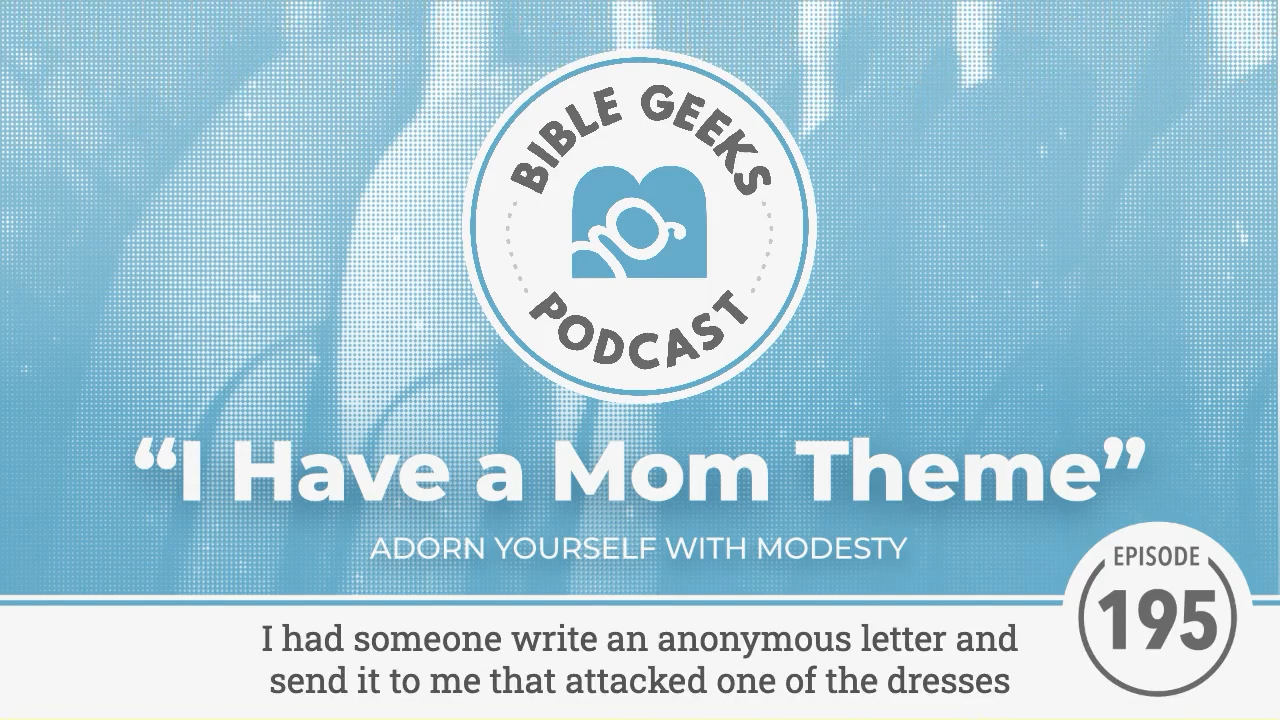 BIBLE GEEKS
PODCAST
“I Have a Mom Theme”
ADORN YOURSELF WITH MODESTY
EPISODE
195
I had someone write an anonymous letter and
send it to me that attacked one of the dresses